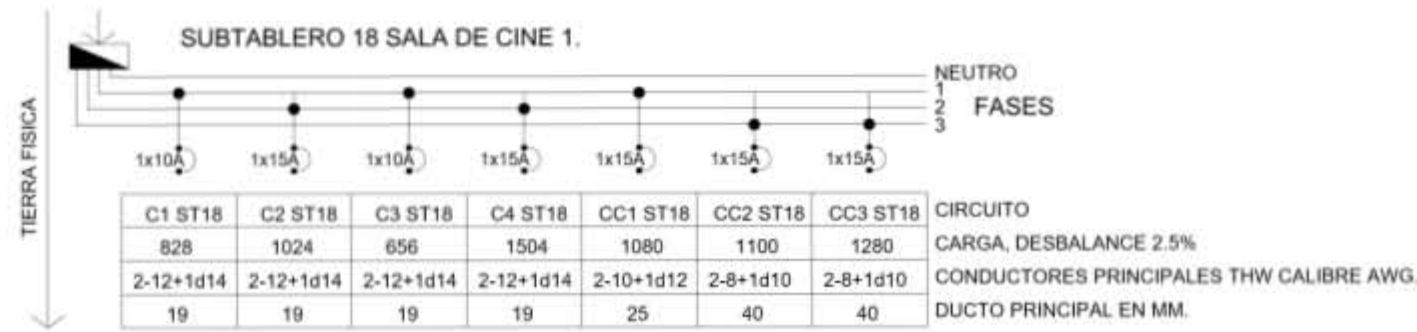 SUBTABLERO 18 SALA DE CINE 1.
TIERRA FISICA
NEUTRO
1
2
3
FASES
1x10A 1x15A 1x10A 1x15A 1x15A 1x15A 1x15A
C1 ST18 C2 ST18 C3 ST18 C4 ST18 CC1 ST18 CC2 ST18 CC3 ST18 CIRCUITO
828 1024 656 1504 1080 1100 1280 CARGA, DESBALANCE 2.5%
2-12+1d14 2-12+1d14 2-12+1d14 2-12+1d14 2-10+1d12 2-8+1d10 2-8+1d10 CONDUCTORES PRINCIPALES THW CALIBRE AWG.
19 19 19 19 25 40 40 DUCTO PRINCIPAL EN MM.